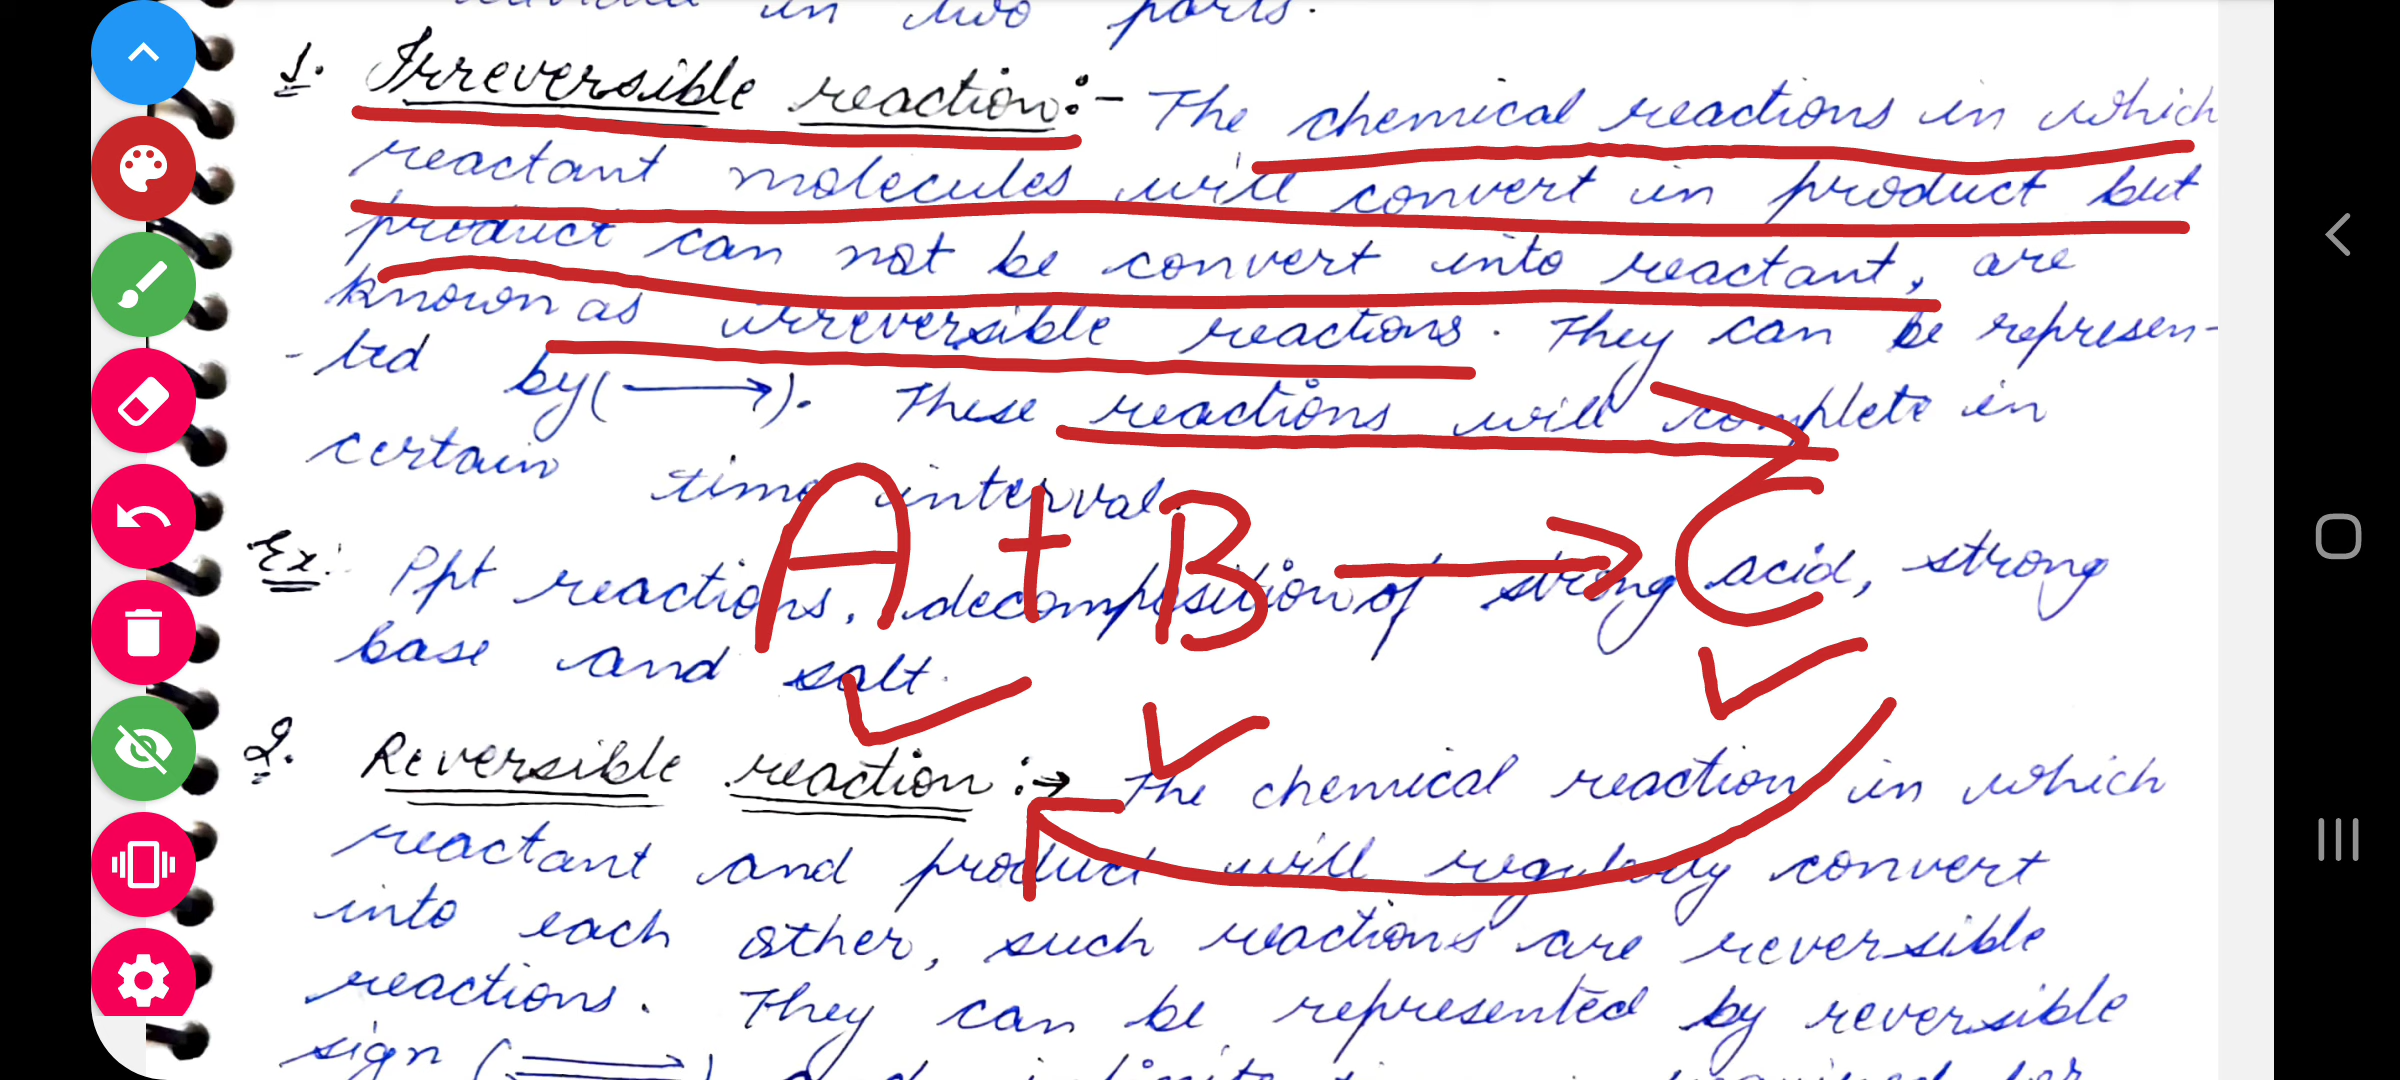 in two parts.
1. Irreversible reaction:- The chemical reactions in which
reactant molecules will convert in product but
product can not be convert into reactant, are
known as irreversible reactions. They can be represen-
-ted by (⟶). These reactions will complete in
certain time interval.
A + B → C
Ex: Ppt reactions, decomposition of strong acid, strong
base and salt.
2. Reversible reaction :→ The chemical reaction in which
reactant and product will regularly convert
into each other, such reactions are reversible
reactions. They can be represented by reversible
sign (